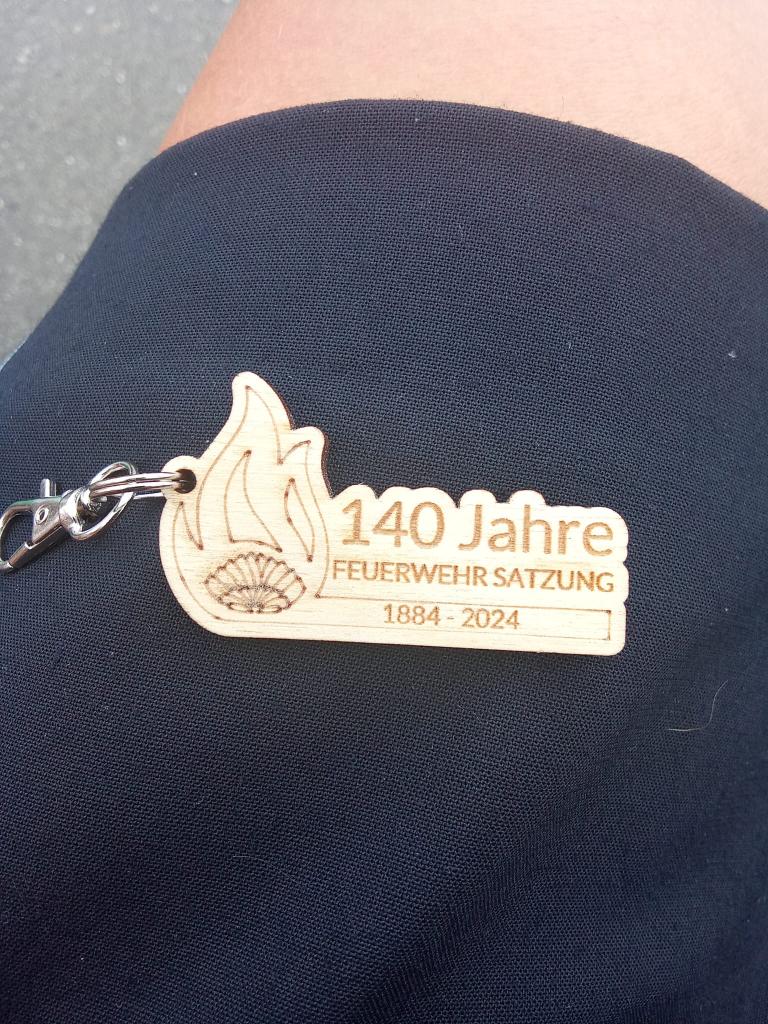 140 Jahre
FEUERWEHR SATZUNG
1884 - 2024